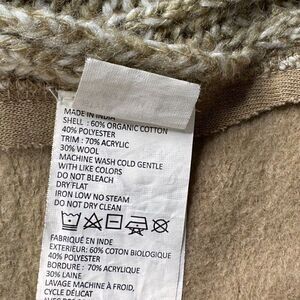 MADE IN INDIA
SHELL : 60% ORGANIC COTTON
40% POLYESTER
TRIM : 70% ACRYLIC
30% WOOL
MACHINE WASH COLD GENTLE
WITH LIKE COLORS
DO NOT BLEACH
DRY FLAT
IRON LOW NO STEAM
DO NOT DRY CLEAN
FABRIQUÉ EN INDE
EXTERIEUR: 60% COTON BIOLOGIQUE
40% POLYESTER
BORDURE : 70% ACRYLIQUE
30% LAINE
LAVAGE MACHINE À FROID,
CYCLE DÉLICAT